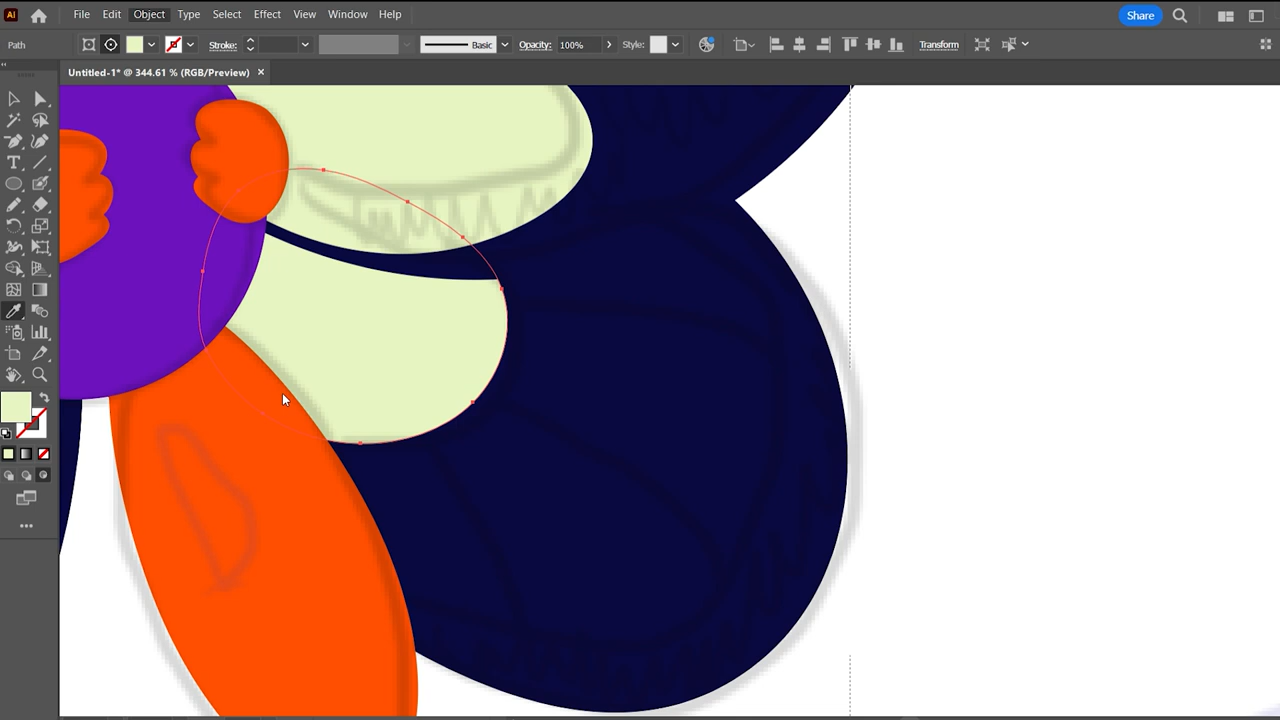 Ai File Edit Object Type Select Effect View Window Help Share
Path Stroke: Basic Opacity: 100% Style: Transform
Untitled-1* @ 344.61 % (RGB/Preview) ×